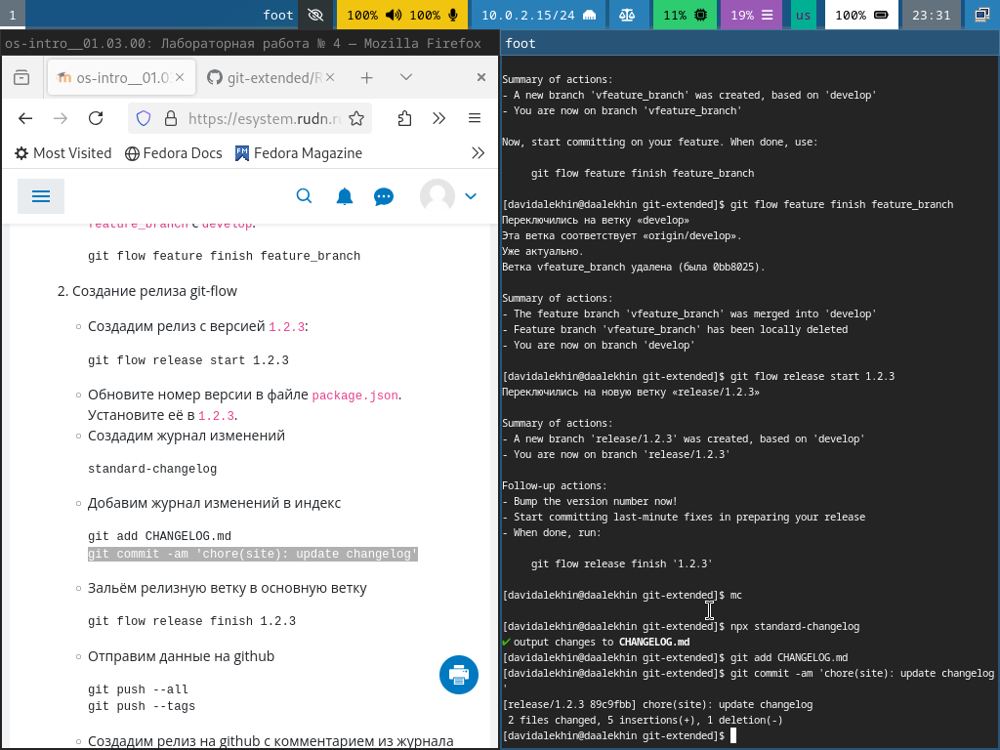 1
foot
100%
100%
10.0.2.15/24
11%
19%
us
100%
23:31
os-intro__01.03.00: Лабораторная работа № 4 — Mozilla Firefox
os-intro__01.0
git-extended/R
https://esystem.rudn.r
Most Visited
Fedora Docs
Fedora Magazine
feature_branch с develop.
git flow feature finish feature_branch
2. Создание релиза git-flow
Создадим релиз с версией 1.2.3:
git flow release start 1.2.3
Обновите номер версии в файле package.json.
Установите её в 1.2.3.
Создадим журнал изменений
standard-changelog
Добавим журнал изменений в индекс
git add CHANGELOG.md
git commit -am 'chore(site): update changelog'
Зальём релизную ветку в основную ветку
git flow release finish 1.2.3
Отправим данные на github
git push --all
git push --tags
Создадим релиз на github с комментарием из журнала
foot
Summary of actions:
- A new branch 'vfeature_branch' was created, based on 'develop'
- You are now on branch 'vfeature_branch'
Now, start committing on your feature. When done, use:
git flow feature finish feature_branch
[davidalekhin@daalekhin git-extended]$ git flow feature finish feature_branch
Переключились на ветку «develop»
Эта ветка соответствует «origin/develop».
Уже актуально.
Ветка vfeature_branch удалена (была 0bb8025).
Summary of actions:
- The feature branch 'vfeature_branch' was merged into 'develop'
- Feature branch 'vfeature_branch' has been locally deleted
- You are now on branch 'develop'
[davidalekhin@daalekhin git-extended]$ git flow release start 1.2.3
Переключились на новую ветку «release/1.2.3»
Summary of actions:
- A new branch 'release/1.2.3' was created, based on 'develop'
- You are now on branch 'release/1.2.3'
Follow-up actions:
- Bump the version number now!
- Start committing last-minute fixes in preparing your release
- When done, run:
git flow release finish '1.2.3'
[davidalekhin@daalekhin git-extended]$ mc
[davidalekhin@daalekhin git-extended]$ npx standard-changelog
✔ output changes to CHANGELOG.md
[davidalekhin@daalekhin git-extended]$ git add CHANGELOG.md
[davidalekhin@daalekhin git-extended]$ git commit -am 'chore(site): update changelog
'
[release/1.2.3 89c9fbb] chore(site): update changelog
2 files changed, 5 insertions(+), 1 deletion(-)
[davidalekhin@daalekhin git-extended]$